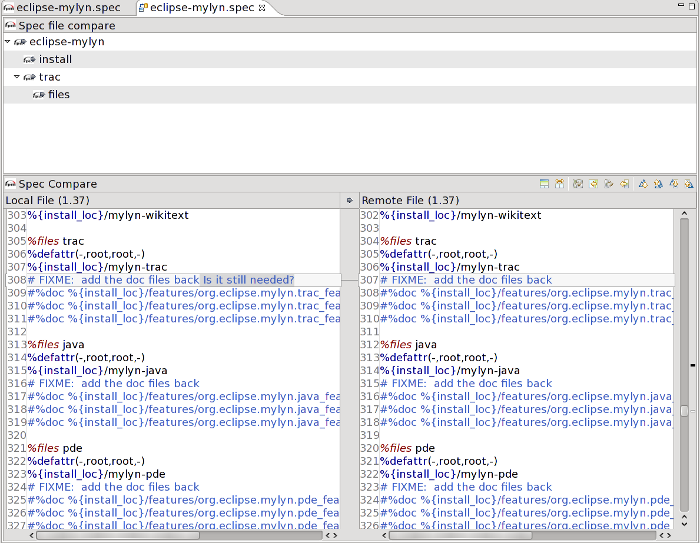 eclipse-mylyn.spec
eclipse-mylyn.spec
Spec file compare
eclipse-mylyn
install
trac
files
Spec Compare
Local File (1.37)
303%{install_loc}/mylyn-wikitext
304
305%files trac
306%defattr(-,root,root,-)
307%{install_loc}/mylyn-trac
308# FIXME:  add the doc files back Is it still needed?
309#%doc %{install_loc}/features/org.eclipse.mylyn.trac_fea
310#%doc %{install_loc}/features/org.eclipse.mylyn.trac_fea
311#%doc %{install_loc}/features/org.eclipse.mylyn.trac_fea
312
313%files java
314%defattr(-,root,root,-)
315%{install_loc}/mylyn-java
316# FIXME:  add the doc files back
317#%doc %{install_loc}/features/org.eclipse.mylyn.java_fea
318#%doc %{install_loc}/features/org.eclipse.mylyn.java_fea
319#%doc %{install_loc}/features/org.eclipse.mylyn.java_fea
320
321%files pde
322%defattr(-,root,root,-)
323%{install_loc}/mylyn-pde
324# FIXME:  add the doc files back
325#%doc %{install_loc}/features/org.eclipse.mylyn.pde_fea
326#%doc %{install_loc}/features/org.eclipse.mylyn.pde_fea
327#%doc %{install_loc}/features/org.eclipse.mylyn.pde_fea
Remote File (1.37)
302%{install_loc}/mylyn-wikitext
303
304%files trac
305%defattr(-,root,root,-)
306%{install_loc}/mylyn-trac
307# FIXME:  add the doc files back
308#%doc %{install_loc}/features/org.eclipse.mylyn.trac_
309#%doc %{install_loc}/features/org.eclipse.mylyn.trac_
310#%doc %{install_loc}/features/org.eclipse.mylyn.trac_
311
312%files java
313%defattr(-,root,root,-)
314%{install_loc}/mylyn-java
315# FIXME:  add the doc files back
316#%doc %{install_loc}/features/org.eclipse.mylyn.java_
317#%doc %{install_loc}/features/org.eclipse.mylyn.java_
318#%doc %{install_loc}/features/org.eclipse.mylyn.java_
319
320%files pde
321%defattr(-,root,root,-)
322%{install_loc}/mylyn-pde
323# FIXME:  add the doc files back
324#%doc %{install_loc}/features/org.eclipse.mylyn.pde_
325#%doc %{install_loc}/features/org.eclipse.mylyn.pde_
326#%doc %{install_loc}/features/org.eclipse.mylyn.pde_